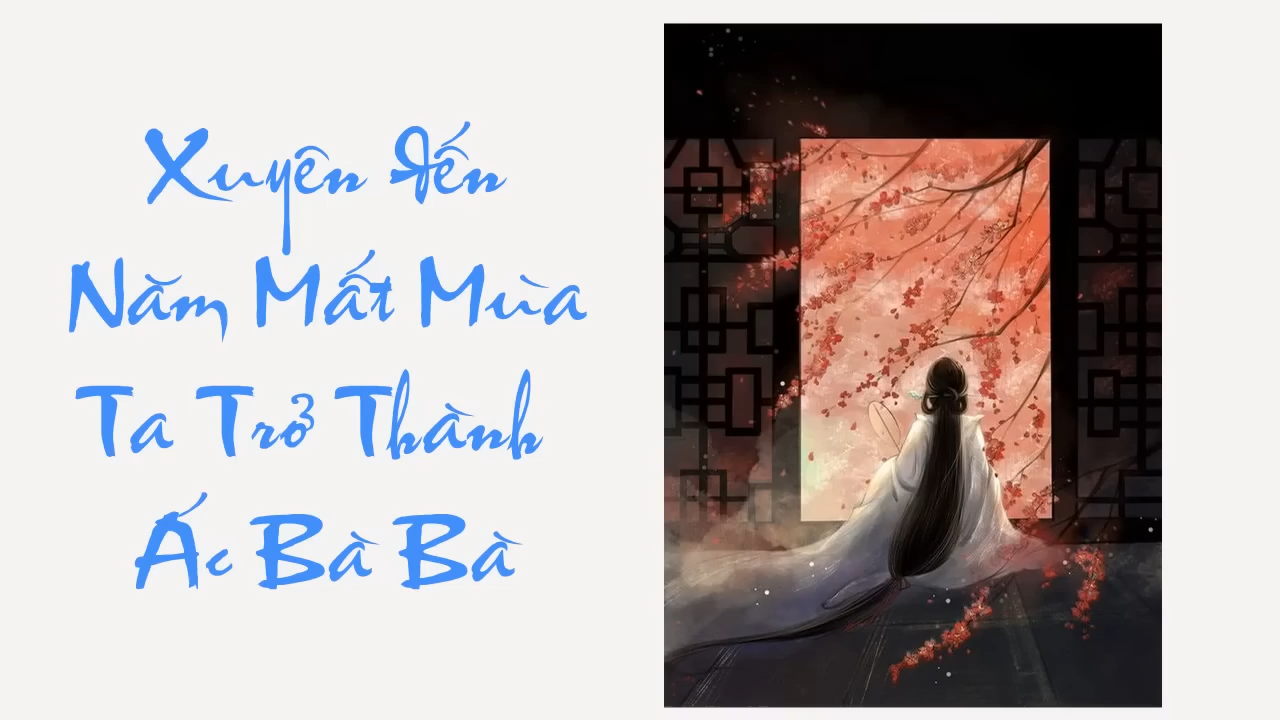 Xuyên Đến
Năm Mất Mùa
Ta Trở Thành
Ác Bà Bà